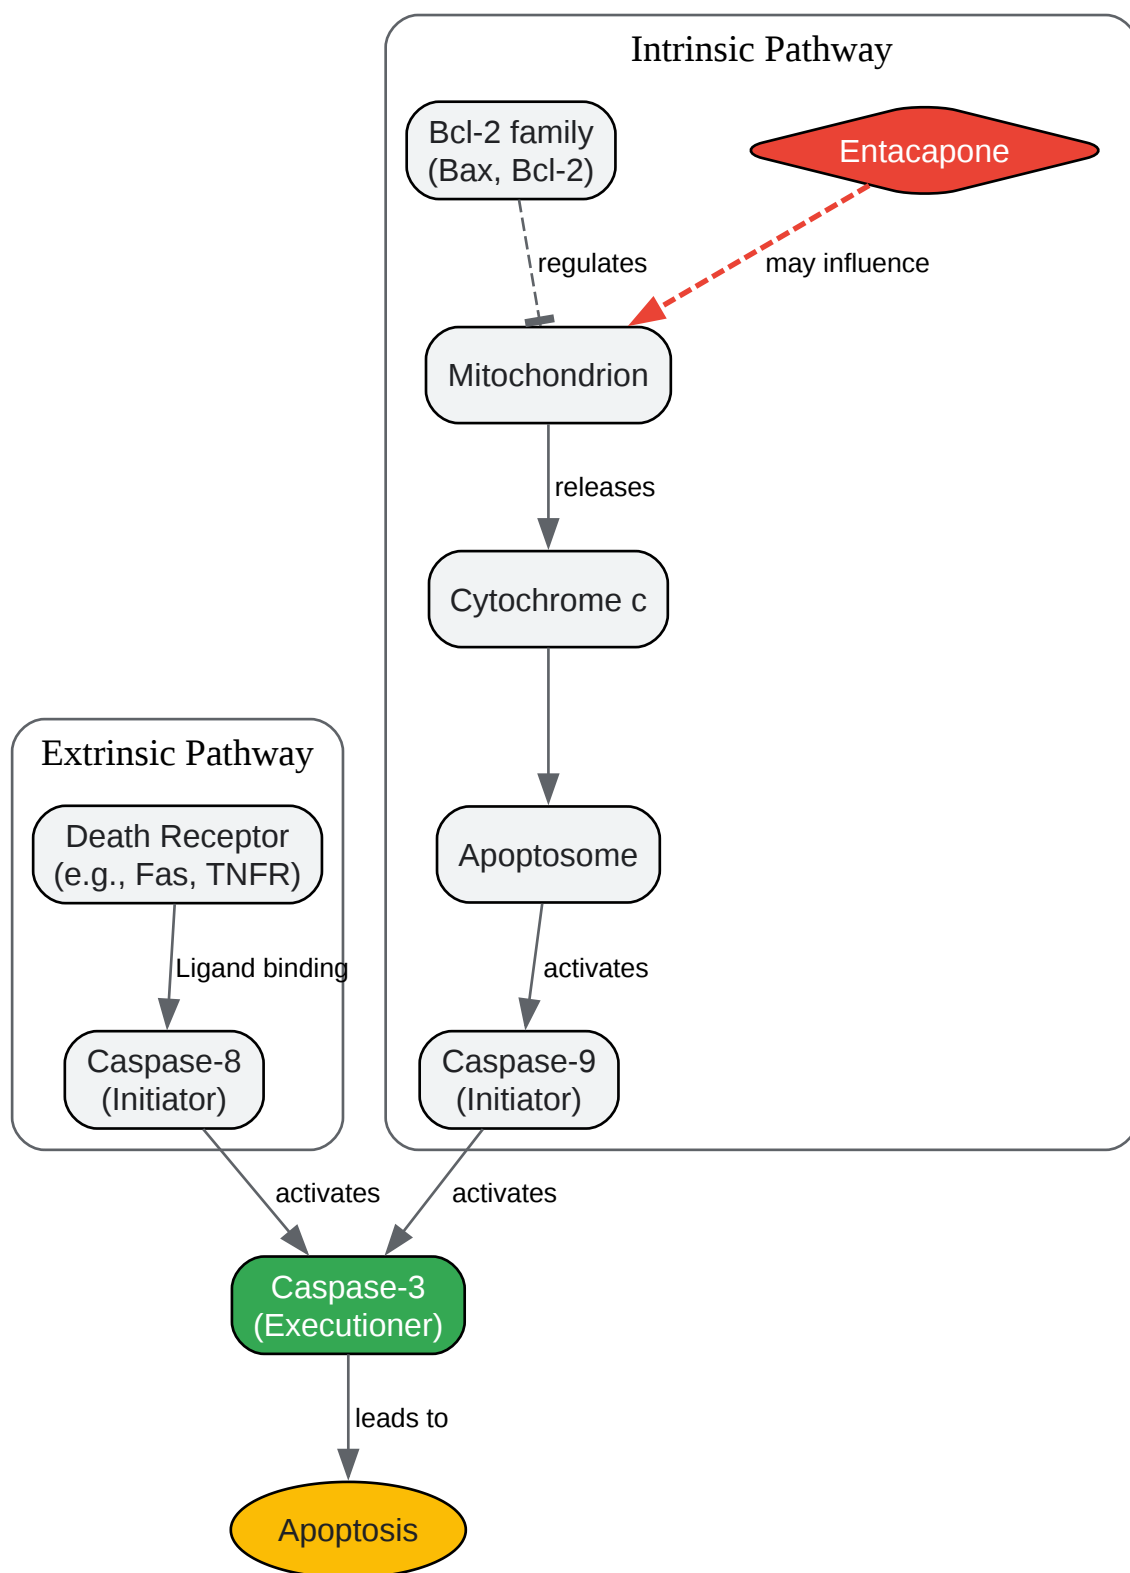 Intrinsic Pathway
Bcl-2 family
(Bax, Bcl-2)
Entacapone
regulates
may influence
Mitochondrion
releases
Cytochrome c
Extrinsic Pathway
Death Receptor
(e.g., Fas, TNFR)
Apoptosome
Ligand binding
activates
Caspase-8
(Initiator)
Caspase-9
(Initiator)
activates
activates
Caspase-3
(Executioner)
leads to
Apoptosis